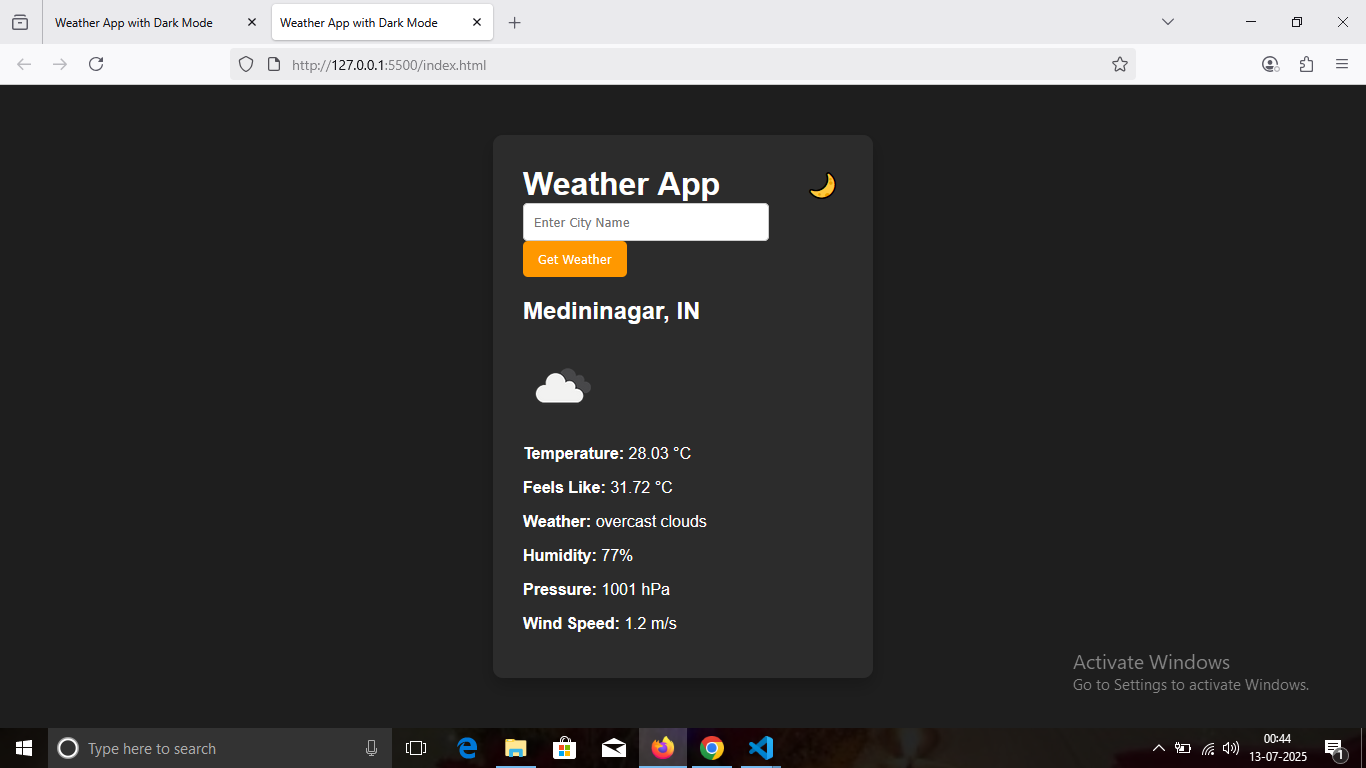 Weather App with Dark Mode
Weather App with Dark Mode
http://127.0.0.1:5500/index.html
Weather App
Enter City Name
Get Weather
Medininagar, IN
Temperature: 28.03 °C
Feels Like: 31.72 °C
Weather: overcast clouds
Humidity: 77%
Pressure: 1001 hPa
Wind Speed: 1.2 m/s
Activate Windows
Go to Settings to activate Windows.
Type here to search
00:44
13-07-2025
1